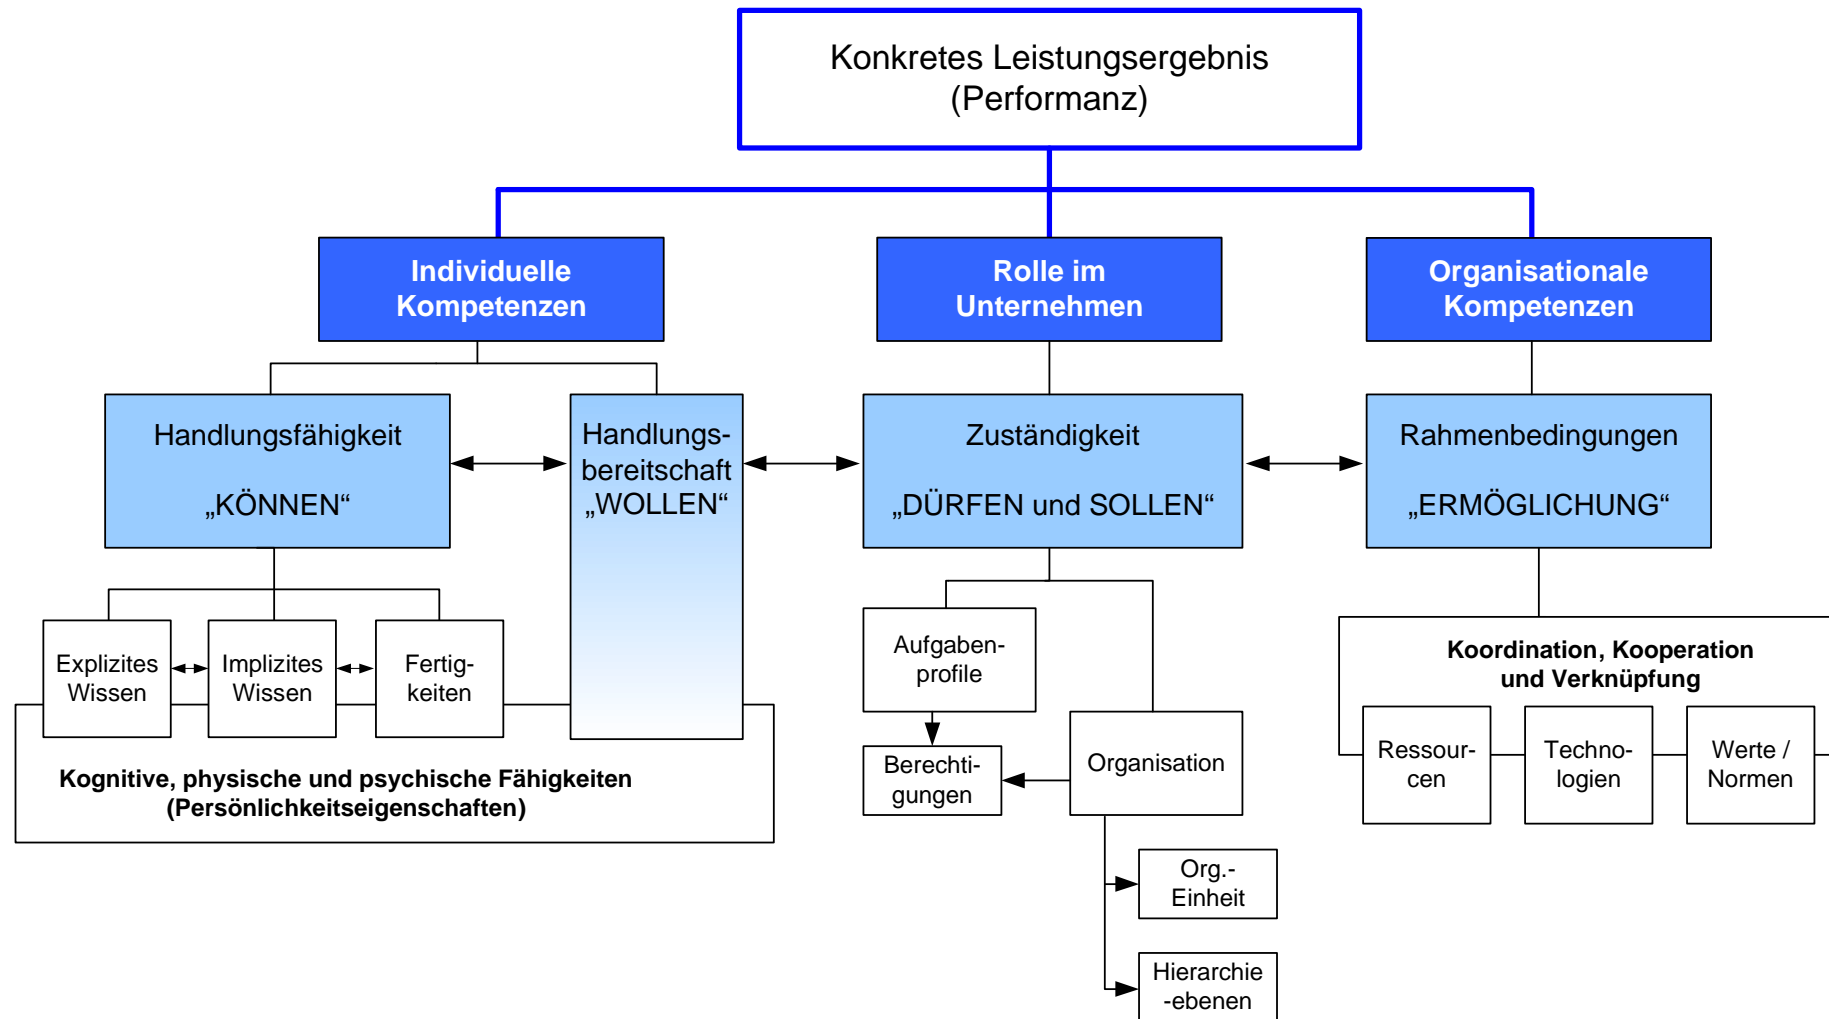 Konkretes Leistungsergebnis
(Performanz)
Individuelle
Kompetenzen
Rolle im
Unternehmen
Organisationale
Kompetenzen
Handlungsfähigkeit
„KÖNNEN“
Handlungs-
bereitschaft
„WOLLEN“
Zuständigkeit
„DÜRFEN und SOLLEN“
Rahmenbedingungen
„ERMÖGLICHUNG“
Explizites
Wissen
Implizites
Wissen
Fertig-
keiten
Kognitive, physische und psychische Fähigkeiten
(Persönlichkeitseigenschaften)
Aufgaben-
profile
Berechti-
gungen
Organisation
Org.-
Einheit
Hierarchie
-ebenen
Koordination, Kooperation
und Verknüpfung
Ressour-
cen
Techno-
logien
Werte /
Normen